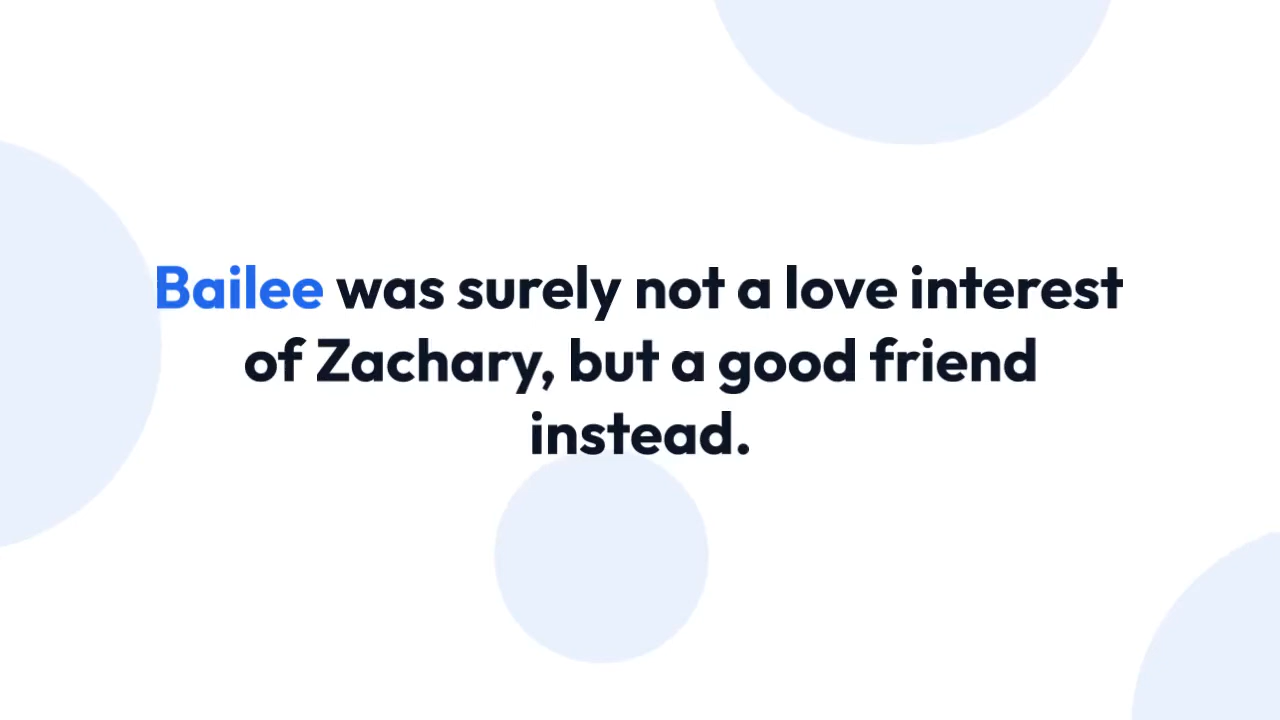 Bailee was surely not a love interest
of Zachary, but a good friend
instead.